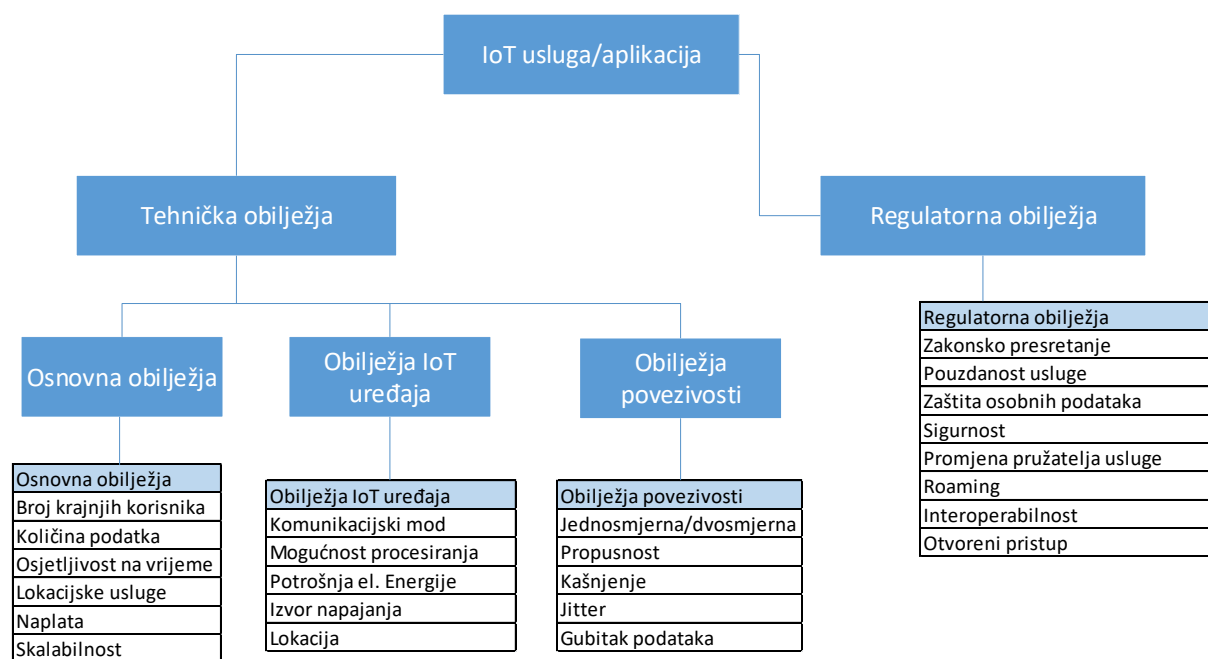 IoT usluga/aplikacija
Tehnička obilježja
Regulatorna obilježja
Osnovna obilježja
Obilježja IoT
uređaja
Obilježja
povezivosti
Osnovna obilježja
Broj krajnjih korisnika
Količina podatka
Osjetljivost na vrijeme
Lokacijske usluge
Naplata
Skalabilnost
Obilježja IoT uređaja
Komunikacijski mod
Mogućnost procesiranja
Potrošnja el. Energije
Izvor napajanja
Lokacija
Obilježja povezivosti
Jednosmjerna/dvosmjerna
Propusnost
Kašnjenje
Jitter
Gubitak podataka
Regulatorna obilježja
Zakonsko presretanje
Pouzdanost usluge
Zaštita osobnih podataka
Sigurnost
Promjena pružatelja usluge
Roaming
Interoperabilnost
Otvoreni pristup